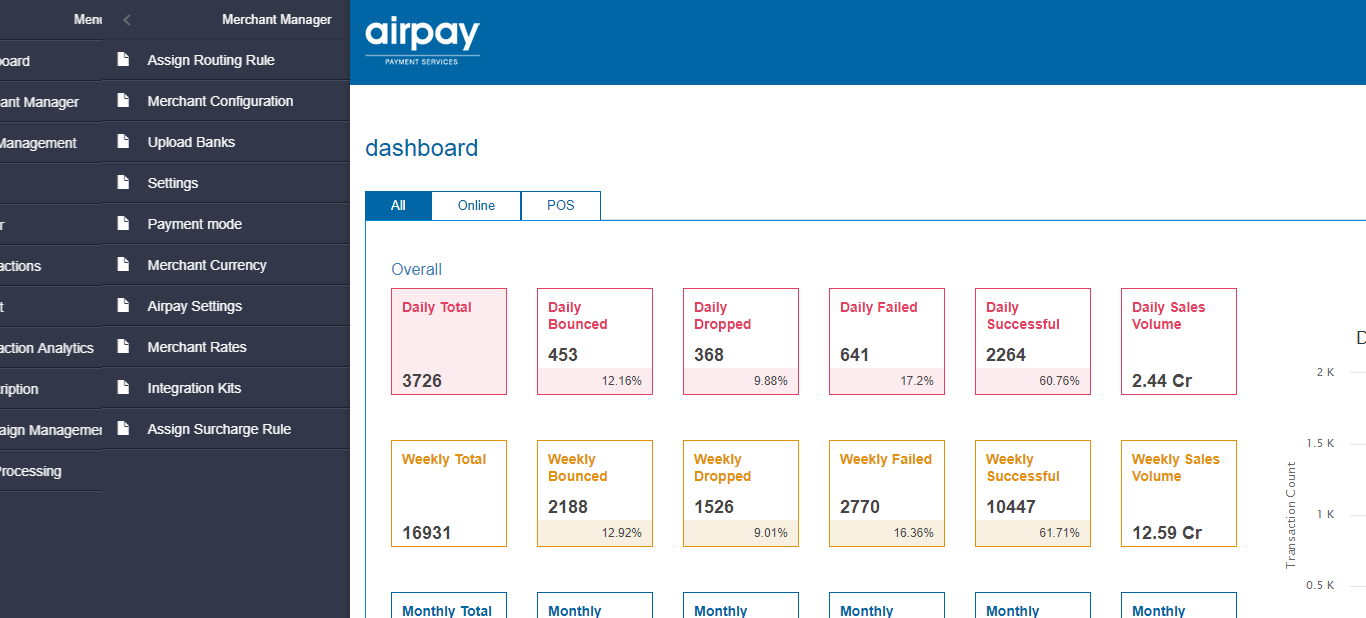 Menu
Merchant Manager
Assign Routing Rule
Merchant Configuration
Upload Banks
Settings
Payment mode
Merchant Currency
Airpay Settings
Merchant Rates
Integration Kits
Assign Surcharge Rule
oard
ant Manager
Management
r
actions
t
action Analytics
ription
aign Managemen
Processing
airpay
PAYMENT SERVICES
dashboard
All Online POS
Overall
Daily Total
3726
Daily
Bounced
453
12.16%
Daily
Dropped
368
9.88%
Daily Failed
641
17.2%
Daily
Successful
2264
60.76%
Daily Sales
Volume
2.44 Cr
Weekly Total
16931
Weekly
Bounced
2188
12.92%
Weekly
Dropped
1526
9.01%
Weekly Failed
2770
16.36%
Weekly
Successful
10447
61.71%
Weekly Sales
Volume
12.59 Cr
Monthly Total
Monthly
Monthly
Monthly
Monthly
Monthly
D
2 K
1.5 K
1 K
0.5 K
Transaction Count